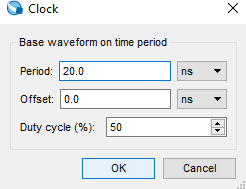 Clock
Base waveform on time period
Period: 20.0 ns
Offset: 0.0 ns
Duty cycle (%): 50
OK Cancel